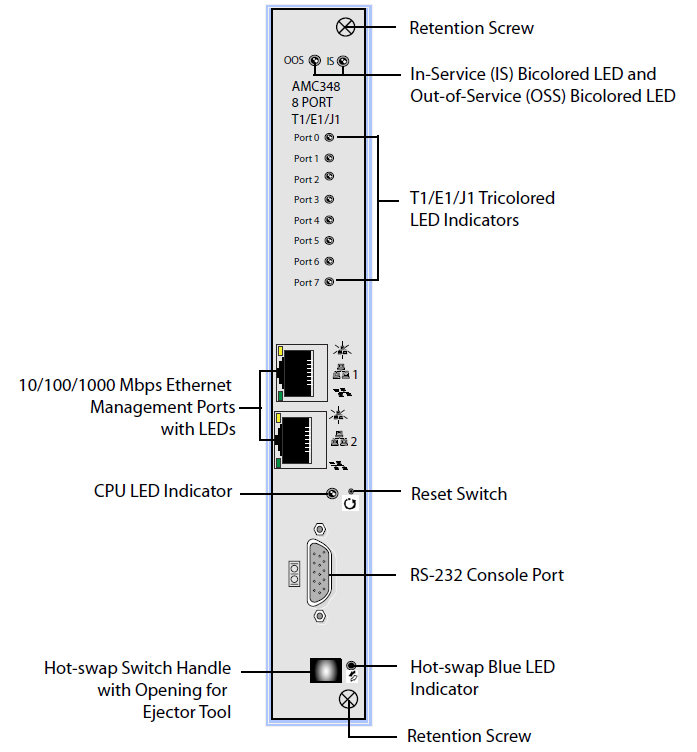 Retention Screw
OOS IS
In-Service (IS) Bicolored LED and
Out-of-Service (OSS) Bicolored LED
AMC348
8 PORT
T1/E1/J1
Port 0
Port 1
Port 2
Port 3
Port 4
Port 5
Port 6
Port 7
T1/E1/J1 Tricolored
LED Indicators
10/100/1000 Mbps Ethernet
Management Ports
with LEDs
1
2
CPU LED Indicator
Reset Switch
RS-232 Console Port
Hot-swap Switch Handle
with Opening for
Ejector Tool
Hot-swap Blue LED
Indicator
Retention Screw